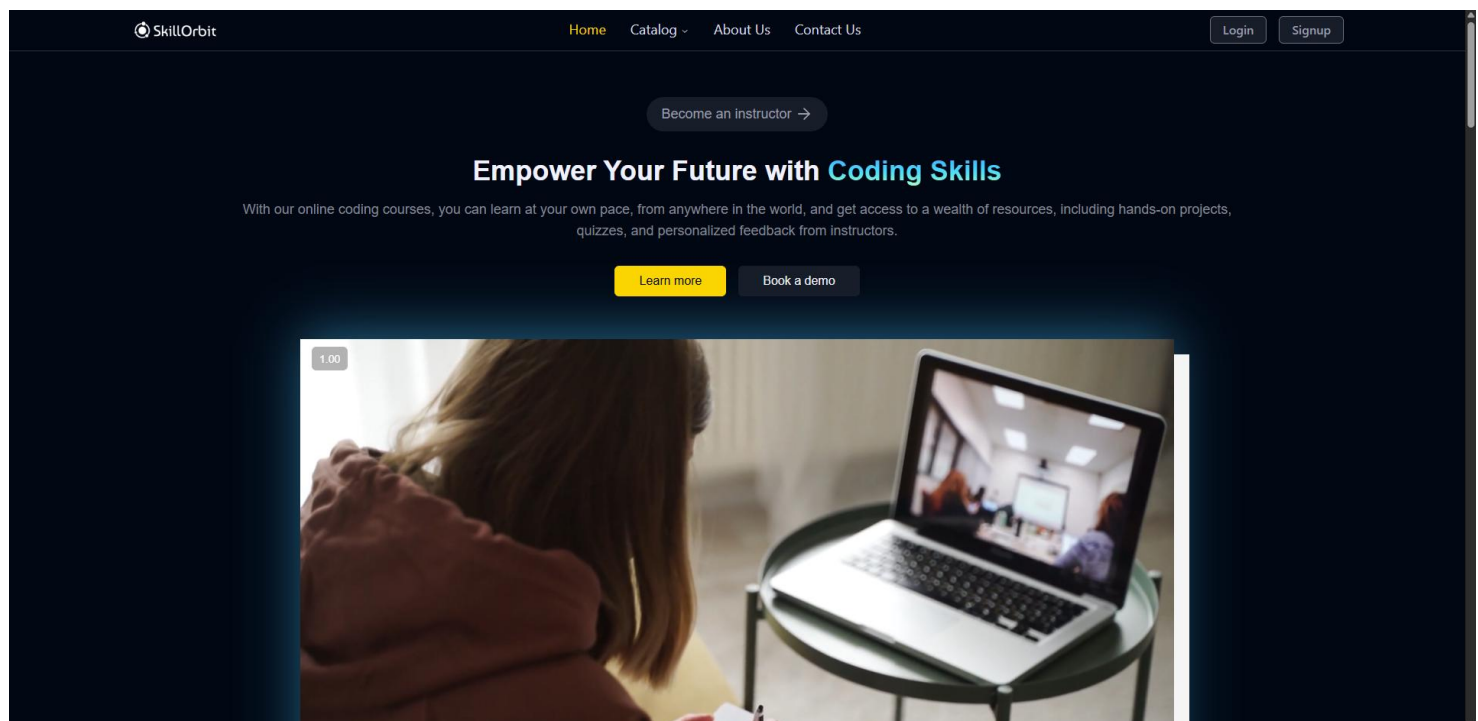 SkillOrbit
Home Catalog About Us Contact Us
Login Signup
Become an instructor →
Empower Your Future with Coding Skills
With our online coding courses, you can learn at your own pace, from anywhere in the world, and get access to a wealth of resources, including hands-on projects,
quizzes, and personalized feedback from instructors.
Learn more Book a demo
1.00